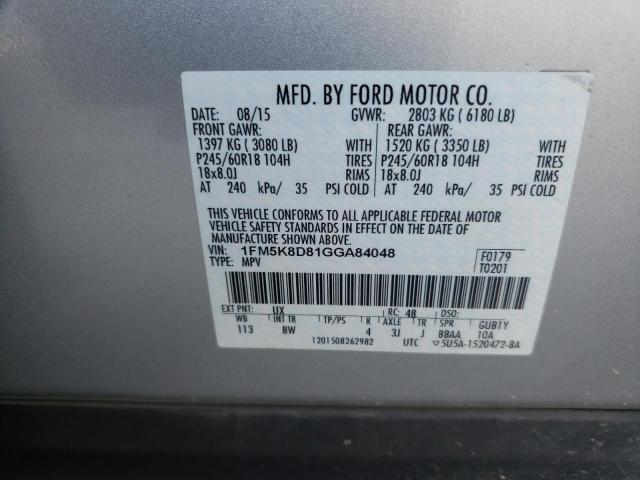 MFD. BY FORD MOTOR CO.
DATE: 08/15 GVWR: 2803 KG ( 6180 LB)
FRONT GAWR: REAR GAWR:
1397 KG ( 3080 LB) WITH 1520 KG ( 3350 LB) WITH
P245/60R18 104H TIRES P245/60R18 104H TIRES
18x8.0J RIMS 18x8.0J RIMS
AT 240 kPa/ 35 PSI COLD AT 240 kPa/ 35 PSI COLD
THIS VEHICLE CONFORMS TO ALL APPLICABLE FEDERAL MOTOR
VEHICLE SAFETY STANDARDS IN EFFECT ON THE DATE OF
MANUFACTURE SHOWN ABOVE.
VIN: 1FM5K8D81GGA84048 F0179
TYPE: MPV T0201
EXT PNT: UX RC: 48 DSO:
WB INT TR TP/PS R AXLE TR SPR GUB1Y
113 BW 4 3J J BBAA 10A
1201508262982 UTC ▽5U5A-1520472-BA